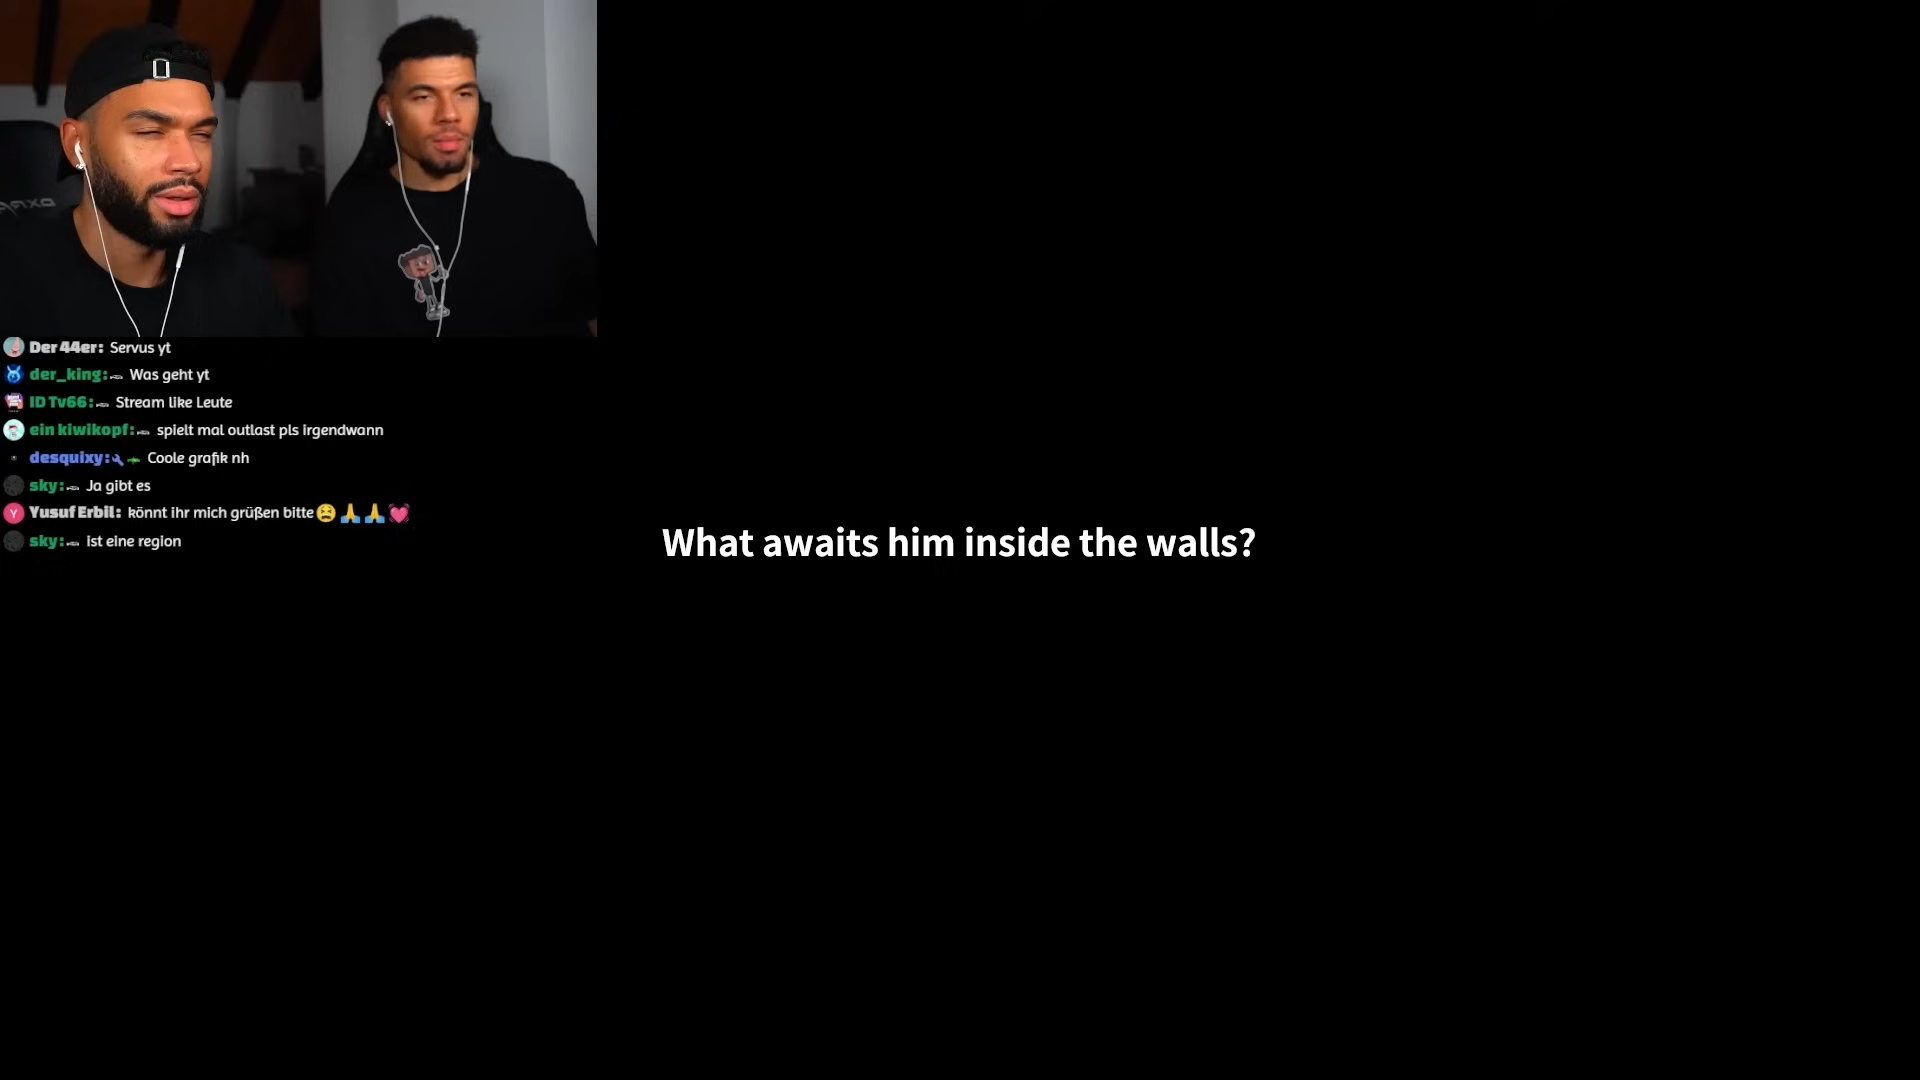 Der 44er: Servus yt
der_king: Was geht yt
ID Tv66: Stream like Leute
ein kiwikopf: spielt mal outlast pls irgendwann
desquixy: Coole grafik nh
sky: Ja gibt es
Y Yusuf Erbil: könnt ihr mich grüßen bitte😫🙏🙏💓
sky: ist eine region
What awaits him inside the walls?